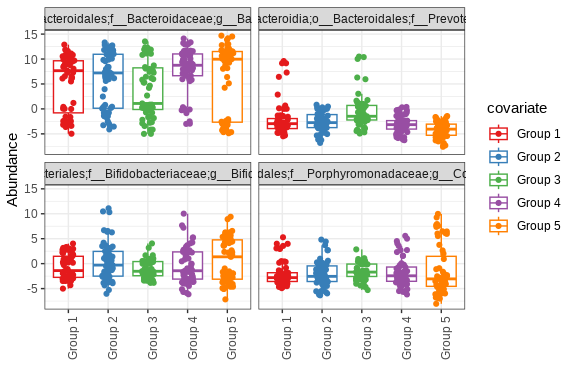 acteroidales;f__Bacteroidaceae;g__Ba
acteroidia;o__Bacteroidales;f__Prevote
15
10
5
0
-5
Abundance
teriales;f__Bifidobacteriaceae;g__Bific
dales;f__Porphyromonadaceae;g__Co
15
10
5
0
-5
Group 1
Group 2
Group 3
Group 4
Group 5
Group 1
Group 2
Group 3
Group 4
Group 5
covariate
Group 1
Group 2
Group 3
Group 4
Group 5